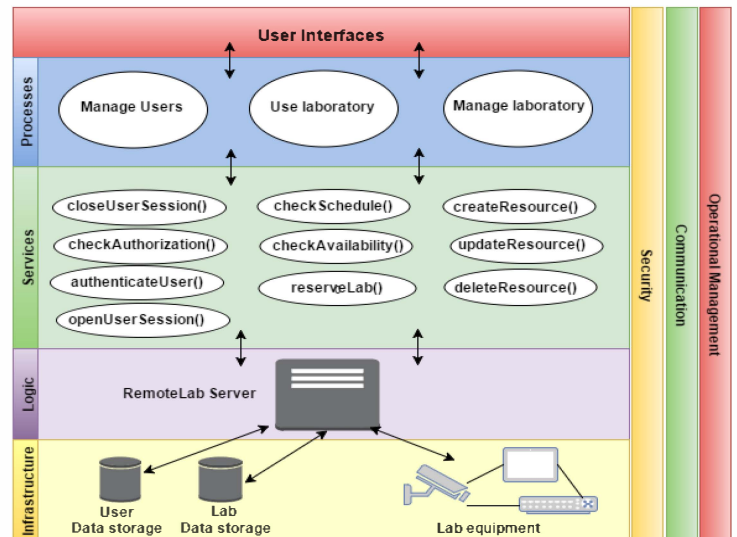 User Interfaces
Processes
Manage Users
Use laboratory
Manage laboratory
Services
closeUserSession()
checkAuthorization()
authenticateUser()
openUserSession()
checkSchedule()
checkAvailability()
reserveLab()
createResource()
updateResource()
deleteResource()
Logic
RemoteLab Server
Infrastructure
User
Data storage
Lab
Data storage
Lab equipment
Security
Communication
Operational Management